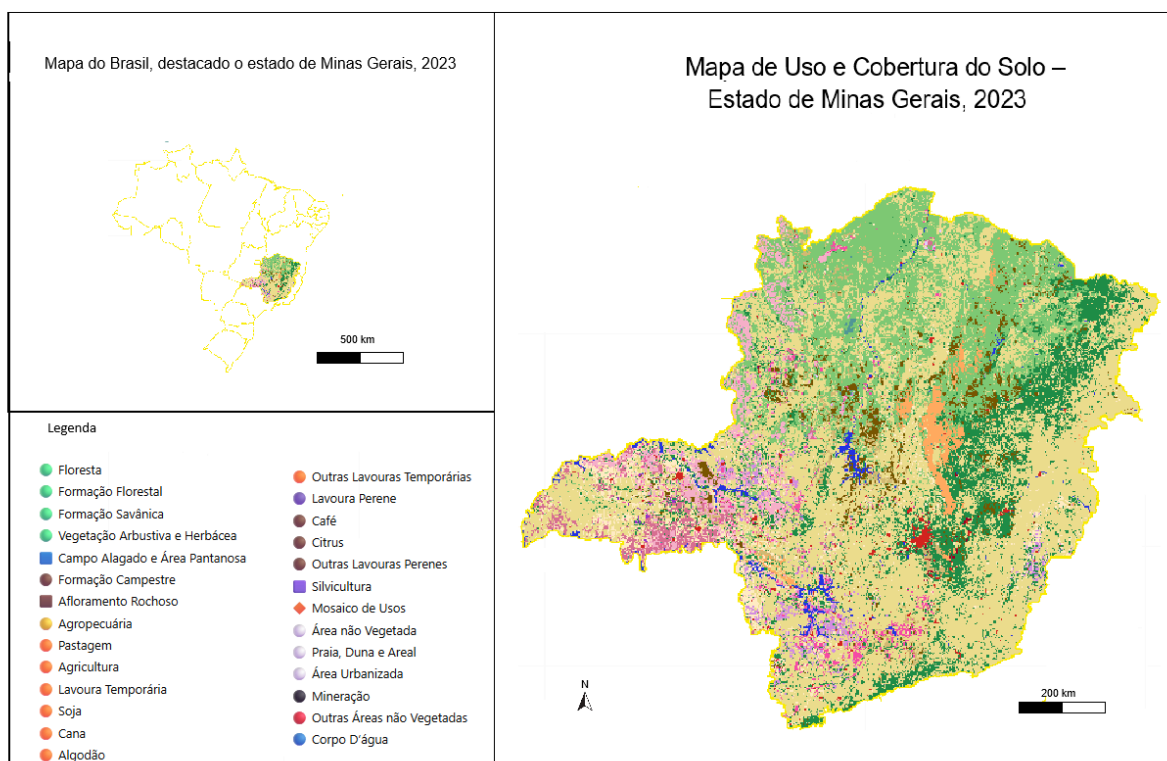 Mapa do Brasil, destacado o estado de Minas Gerais, 2023
500 km
Mapa de Uso e Cobertura do Solo –
Estado de Minas Gerais, 2023
N
200 km
Legenda
Floresta
Formação Florestal
Formação Savânica
Vegetação Arbustiva e Herbácea
Campo Alagado e Área Pantanosa
Formação Campestre
Afloramento Rochoso
Agropecuária
Pastagem
Agricultura
Lavoura Temporária
Soja
Cana
Algodão
Outras Lavouras Temporárias
Lavoura Perene
Café
Citrus
Outras Lavouras Perenes
Silvicultura
Mosaico de Usos
Área não Vegetada
Praia, Duna e Areal
Área Urbanizada
Mineração
Outras Áreas não Vegetadas
Corpo D'água